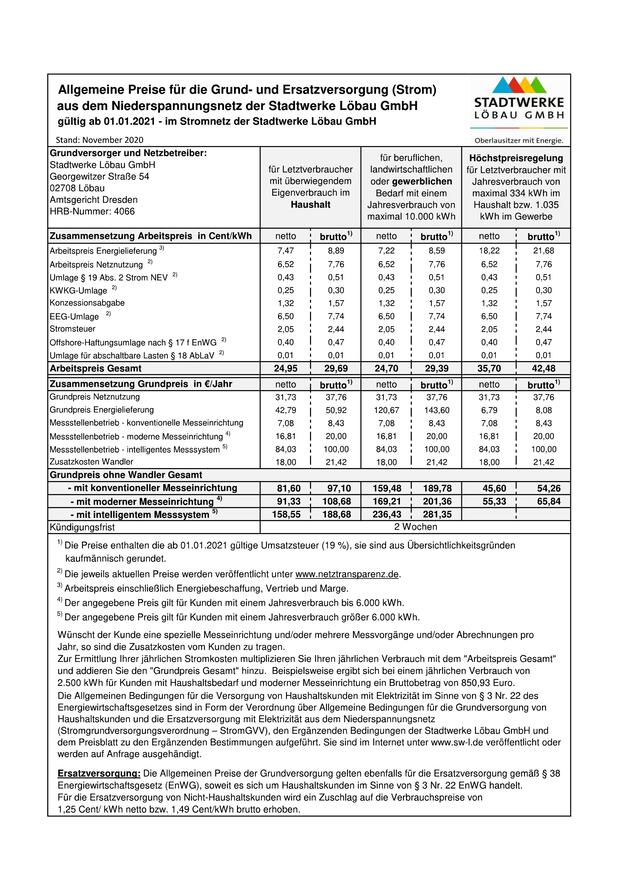 Allgemeine Preise für die Grund- und Ersatzversorgung (Strom)
aus dem Niederspannungsnetz der Stadtwerke Löbau GmbH
gültig ab 01.01.2021 - im Stromnetz der Stadtwerke Löbau GmbH
STADTWERKE
LÖBAU GMBH
Stand: November 2020
Oberlausitzer mit Energie.
Grundversorger und Netzbetreiber:
Stadtwerke Löbau GmbH
Georgewitzer Straße 54
02708 Löbau
Amtsgericht Dresden
HRB-Nummer: 4066
für Letztverbraucher
mit überwiegendem
Eigenverbrauch im
Haushalt
für beruflichen,
landwirtschaftlichen
oder gewerblichen
Bedarf mit einem
Jahresverbrauch von
maximal 10.000 kWh
Höchstpreisregelung
für Letztverbraucher mit
Jahresverbrauch von
maximal 334 kWh im
Haushalt bzw. 1.035
kWh im Gewerbe
Zusammensetzung Arbeitspreis in Cent/kWh netto brutto1) netto brutto1) netto brutto1)
Arbeitspreis Energielieferung 3) 7,47 8,89 7,22 8,59 18,22 21,68
Arbeitspreis Netznutzung 2) 6,52 7,76 6,52 7,76 6,52 7,76
Umlage § 19 Abs. 2 Strom NEV 2) 0,43 0,51 0,43 0,51 0,43 0,51
KWKG-Umlage 2) 0,25 0,30 0,25 0,30 0,25 0,30
Konzessionsabgabe 1,32 1,57 1,32 1,57 1,32 1,57
EEG-Umlage 2) 6,50 7,74 6,50 7,74 6,50 7,74
Stromsteuer 2,05 2,44 2,05 2,44 2,05 2,44
Offshore-Haftungsumlage nach § 17 f EnWG 2) 0,40 0,47 0,40 0,47 0,40 0,47
Umlage für abschaltbare Lasten § 18 AbLaV 2) 0,01 0,01 0,01 0,01 0,01 0,01
Arbeitspreis Gesamt 24,95 29,69 24,70 29,39 35,70 42,48
Zusammensetzung Grundpreis in €/Jahr netto brutto1) netto brutto1) netto brutto1)
Grundpreis Netznutzung 31,73 37,76 31,73 37,76 31,73 37,76
Grundpreis Energielieferung 42,79 50,92 120,67 143,60 6,79 8,08
Messstellenbetrieb - konventionelle Messeinrichtung 7,08 8,43 7,08 8,43 7,08 8,43
Messstellenbetrieb - moderne Messeinrichtung 4) 16,81 20,00 16,81 20,00 16,81 20,00
Messstellenbetrieb - intelligentes Messsystem 5) 84,03 100,00 84,03 100,00 84,03 100,00
Zusatzkosten Wandler 18,00 21,42 18,00 21,42 18,00 21,42
Grundpreis ohne Wandler Gesamt
- mit konventioneller Messeinrichtung 81,60 97,10 159,48 189,78 45,60 54,26
- mit moderner Messeinrichtung 4) 91,33 108,68 169,21 201,36 55,33 65,84
- mit intelligentem Messsystem 5) 158,55 188,68 236,43 281,35
Kündigungsfrist 2 Wochen
1) Die Preise enthalten die ab 01.01.2021 gültige Umsatzsteuer (19 %), sie sind aus Übersichtlichkeitsgründen
kaufmännisch gerundet.
2) Die jeweils aktuellen Preise werden veröffentlicht unter www.netztransparenz.de.
3) Arbeitspreis einschließlich Energiebeschaffung, Vertrieb und Marge.
4) Der angegebene Preis gilt für Kunden mit einem Jahresverbrauch bis 6.000 kWh.
5) Der angegebene Preis gilt für Kunden mit einem Jahresverbrauch größer 6.000 kWh.
Wünscht der Kunde eine spezielle Messeinrichtung und/oder mehrere Messvorgänge und/oder Abrechnungen pro
Jahr, so sind die Zusatzkosten vom Kunden zu tragen.
Zur Ermittlung Ihrer jährlichen Stromkosten multiplizieren Sie Ihren jährlichen Verbrauch mit dem "Arbeitspreis Gesamt"
und addieren Sie den "Grundpreis Gesamt" hinzu. Beispielsweise ergibt sich bei einem jährlichen Verbrauch von
2.500 kWh für Kunden mit Haushaltsbedarf und moderner Messeinrichtung ein Bruttobetrag von 850,93 Euro.
Die Allgemeinen Bedingungen für die Versorgung von Haushaltskunden mit Elektrizität im Sinne von § 3 Nr. 22 des
Energiewirtschaftsgesetzes sind in Form der Verordnung über Allgemeine Bedingungen für die Grundversorgung von
Haushaltskunden und die Ersatzversorgung mit Elektrizität aus dem Niederspannungsnetz
(Stromgrundversorgungsverordnung – StromGVV), den Ergänzenden Bedingungen der Stadtwerke Löbau GmbH und
dem Preisblatt zu den Ergänzenden Bestimmungen aufgeführt. Sie sind im Internet unter www.sw-l.de veröffentlicht oder
werden auf Anfrage ausgehändigt.
Ersatzversorgung: Die Allgemeinen Preise der Grundversorgung gelten ebenfalls für die Ersatzversorgung gemäß § 38
Energiewirtschaftsgesetz (EnWG), soweit es sich um Haushaltskunden im Sinne von § 3 Nr. 22 EnWG handelt.
Für die Ersatzversorgung von Nicht-Haushaltskunden wird ein Zuschlag auf die Verbrauchspreise von
1,25 Cent/ kWh netto bzw. 1,49 Cent/kWh brutto erhoben.